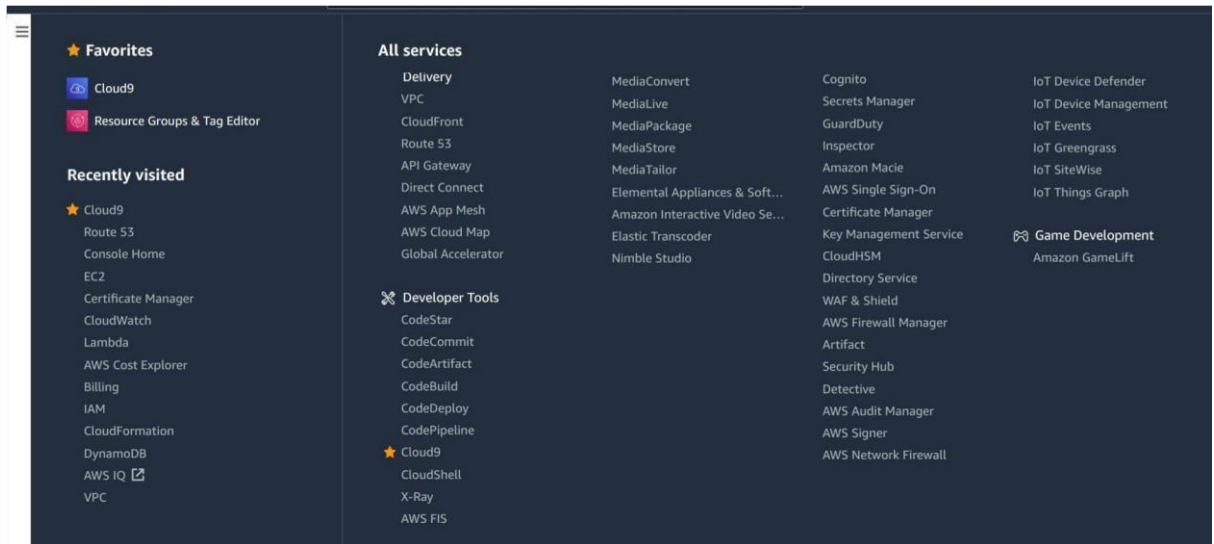 Favorites
Cloud9
Resource Groups & Tag Editor
Recently visited
Cloud9
Route 53
Console Home
EC2
Certificate Manager
CloudWatch
Lambda
AWS Cost Explorer
Billing
IAM
CloudFormation
DynamoDB
AWS IQ
VPC
All services
Delivery
VPC
CloudFront
Route 53
API Gateway
Direct Connect
AWS App Mesh
AWS Cloud Map
Global Accelerator
Developer Tools
CodeStar
CodeCommit
CodeArtifact
CodeBuild
CodeDeploy
CodePipeline
Cloud9
CloudShell
X-Ray
AWS FIS
MediaConvert
MediaLive
MediaPackage
MediaStore
MediaTailor
Elemental Appliances & Soft...
Amazon Interactive Video Se...
Elastic Transcoder
Nimble Studio
Cognito
Secrets Manager
GuardDuty
Inspector
Amazon Macie
AWS Single Sign-On
Certificate Manager
Key Management Service
CloudHSM
Directory Service
WAF & Shield
AWS Firewall Manager
Artifact
Security Hub
Detective
AWS Audit Manager
AWS Signer
AWS Network Firewall
IoT Device Defender
IoT Device Management
IoT Events
IoT Greengrass
IoT SiteWise
IoT Things Graph
Game Development
Amazon GameLift